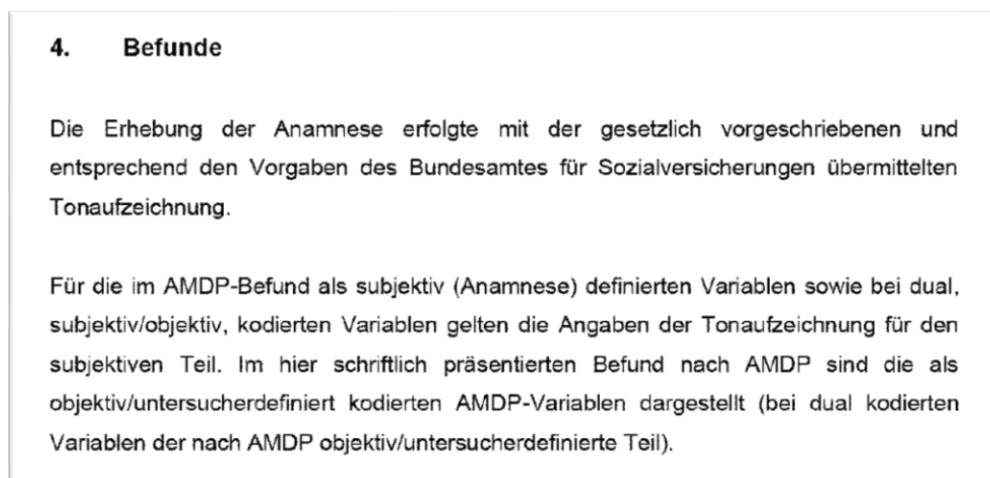 4. Befunde
Die Erhebung der Anamnese erfolgte mit der gesetzlich vorgeschriebenen und
entsprechend den Vorgaben des Bundesamtes für Sozialversicherungen übermittelten
Tonaufzeichnung.
Für die im AMDP-Befund als subjektiv (Anamnese) definierten Variablen sowie bei dual,
subjektiv/objektiv, kodierten Variablen gelten die Angaben der Tonaufzeichnung für den
subjektiven Teil. Im hier schriftlich präsentierten Befund nach AMDP sind die als
objektiv/untersucherdefiniert kodierten AMDP-Variablen dargestellt (bei dual kodierten
Variablen der nach AMDP objektiv/untersucherdefinierte Teil).